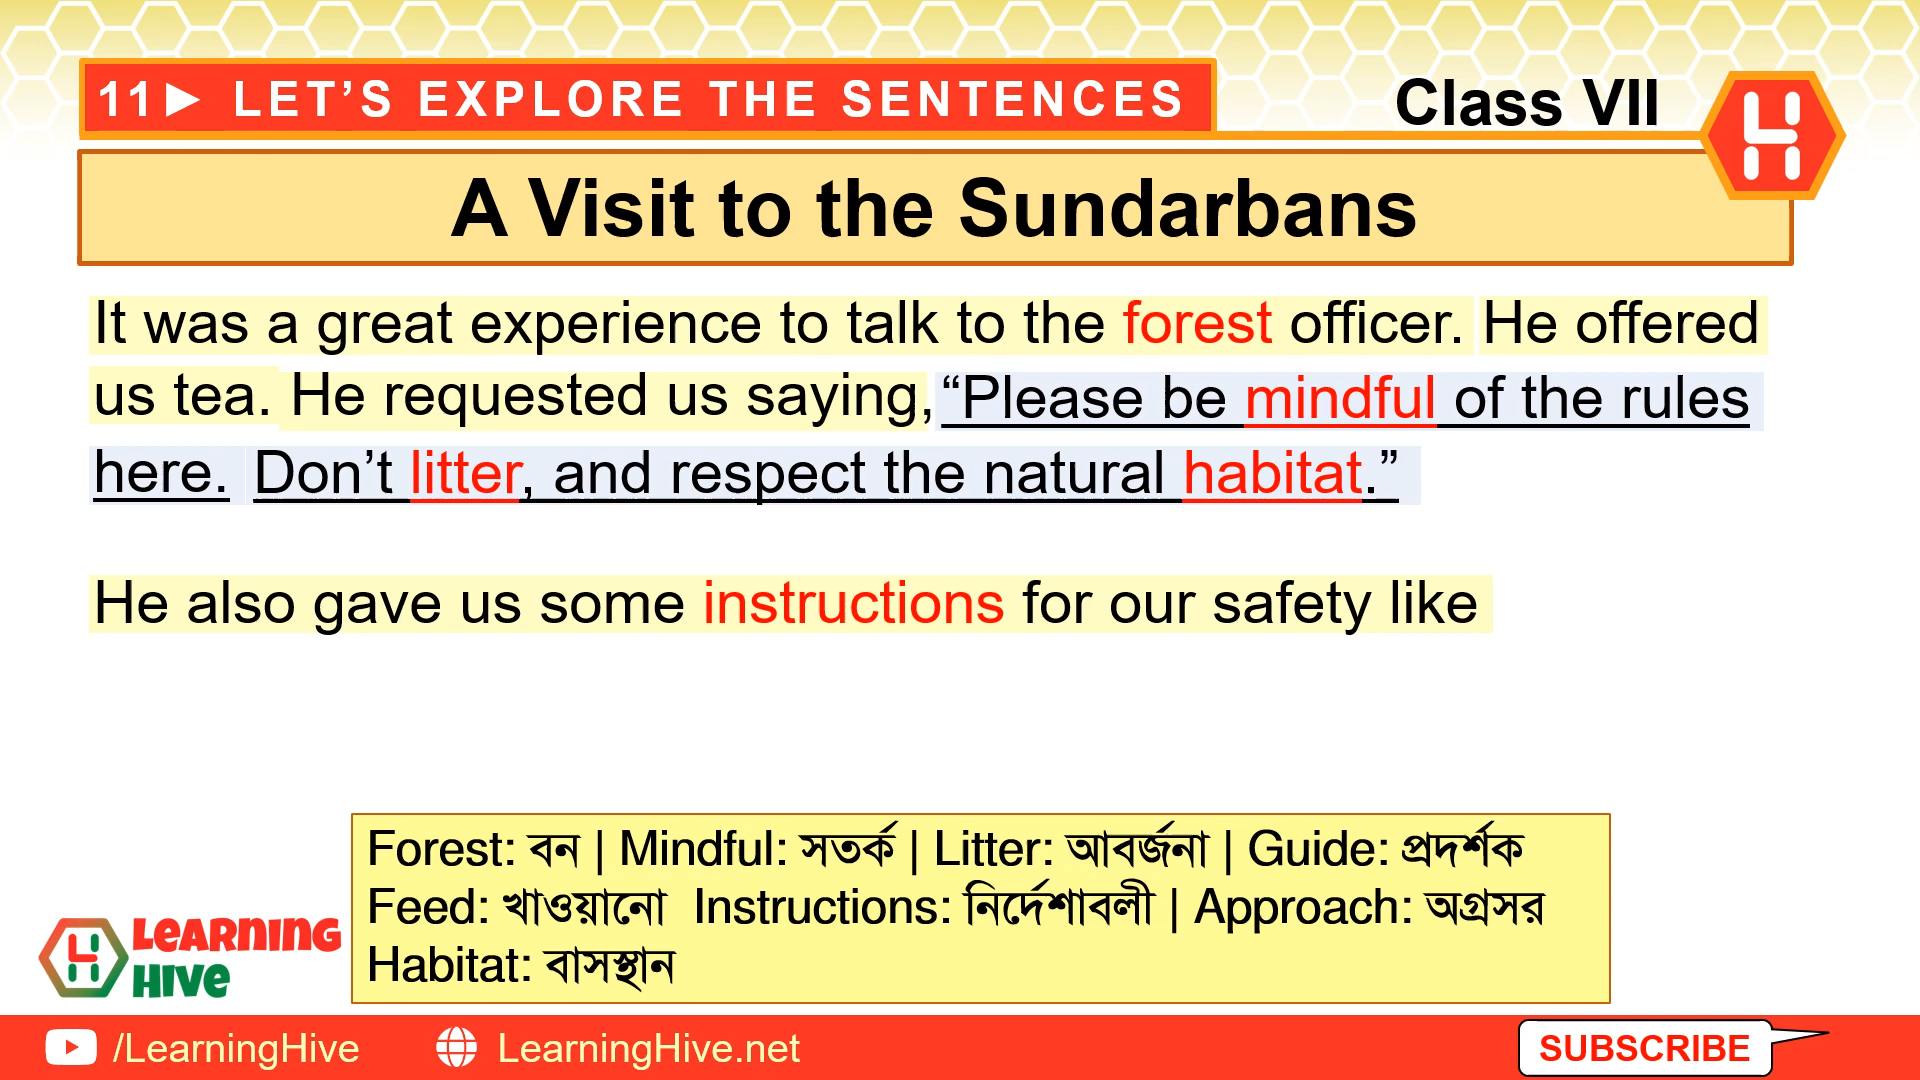 11▶ LET’S EXPLORE THE SENTENCES
Class VII
A Visit to the Sundarbans
It was a great experience to talk to the forest officer. He offered
us tea. He requested us saying, “Please be mindful of the rules
here. Don’t litter, and respect the natural habitat.”
He also gave us some instructions for our safety like
Forest: বন | Mindful: সতর্ক | Litter: আবর্জনা | Guide: প্রদর্শক
Feed: খাওয়ানো Instructions: নির্দেশাবলী | Approach: অগ্রসর
Habitat: বাসস্থান
Learning
Hive
/LearningHive
LearningHive.net
SUBSCRIBE